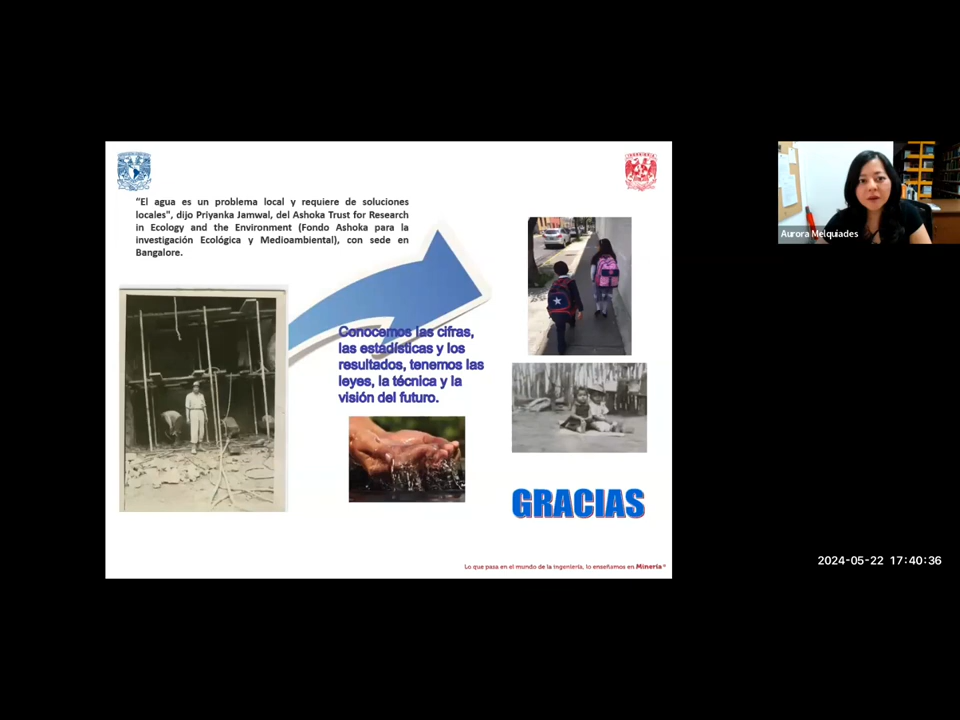 “El agua es un problema local y requiere de soluciones
locales", dijo Priyanka Jamwal, del Ashoka Trust for Research
in Ecology and the Environment (Fondo Ashoka para la
investigación Ecológica y Medioambiental), con sede en
Bangalore.
Conocemos las cifras,
las estadísticas y los
resultados, tenemos las
leyes, la técnica y la
visión del futuro.
GRACIAS
Lo que pasa en el mundo de la ingeniería, lo enseñamos en Minería®
Aurora Melquiades
2024-05-22 17:40:36